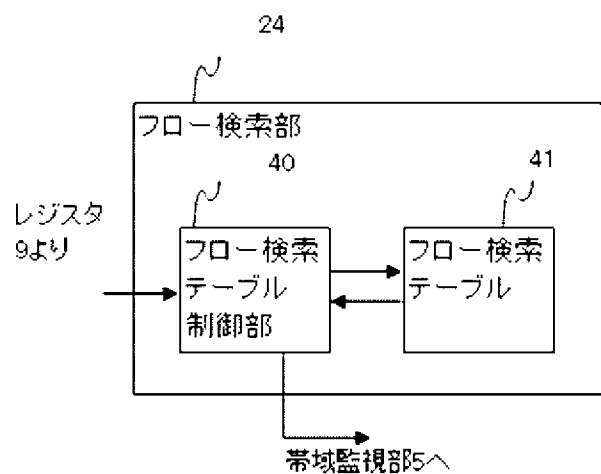 24
フロー検索部
40
41
レジスタ
9より
フロー検索
テーブル
制御部
フロー検索
テーブル
帯域監視部5へ